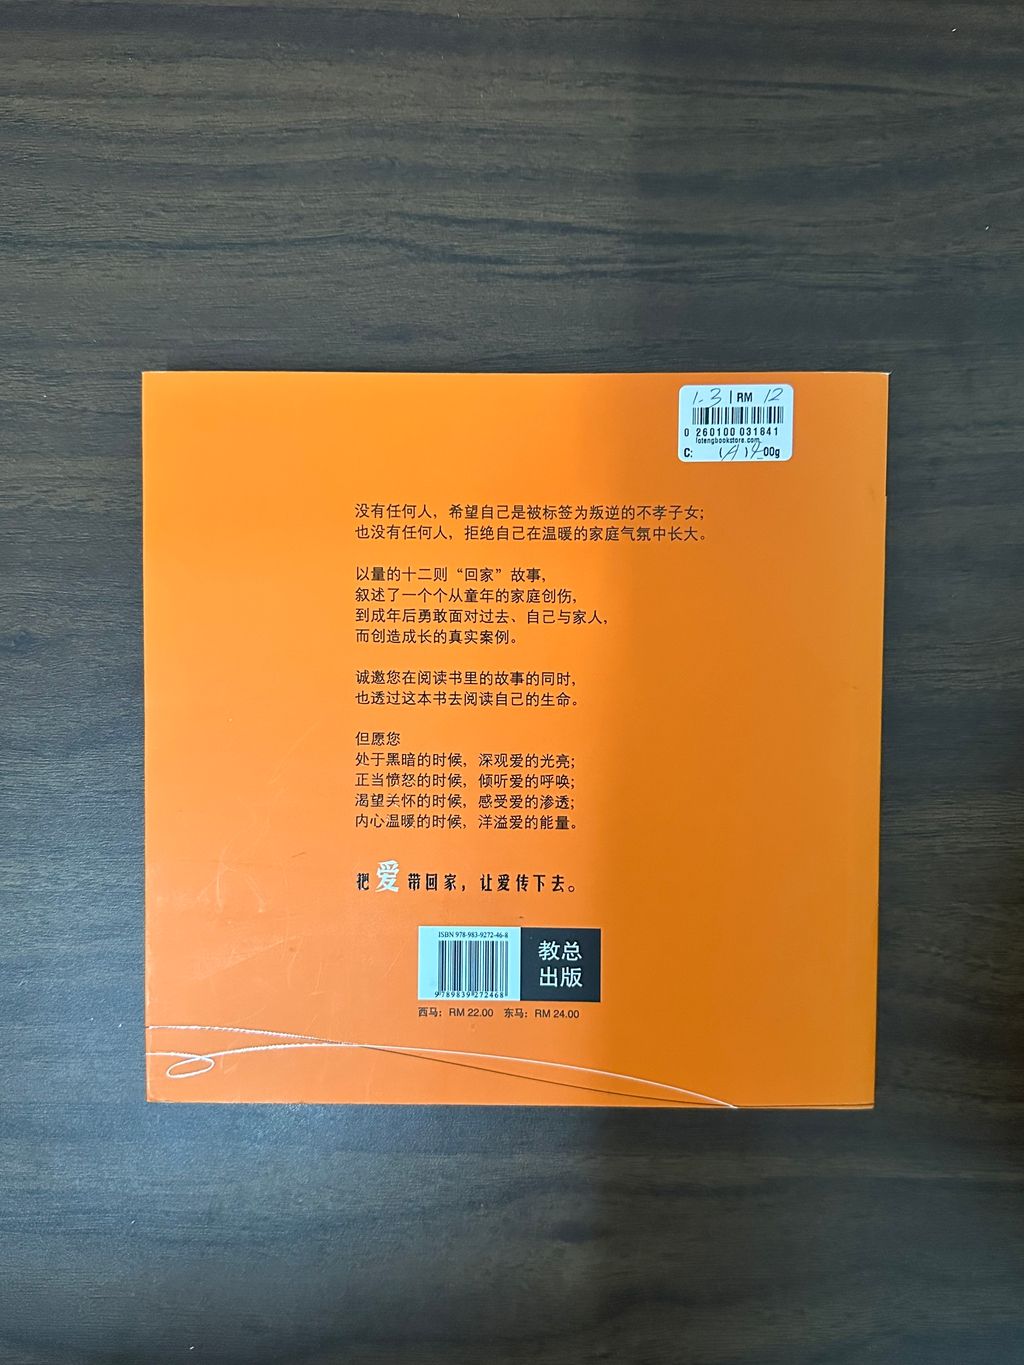 1.3 | RM 12
0 260100 031841
lotengbookstore.com
C: 00g
没有任何人，希望自己是被标签为叛逆的不孝子女；
也没有任何人，拒绝自己在温暖的家庭气氛中长大。
以量的十二则“回家”故事，
叙述了一个个从童年的家庭创伤，
到成年后勇敢面对过去、自己与家人，
而创造成长的真实案例。
诚邀您在阅读书里的故事的同时，
也透过这本书去阅读自己的生命。
但愿您
处于黑暗的时候，深观爱的光亮；
正当愤怒的时候，倾听爱的呼唤；
渴望关怀的时候，感受爱的渗透；
内心温暖的时候，洋溢爱的能量。
把爱带回家，让爱传下去。
ISBN 978-983-9272-46-8
9 789839 272468
教总
出版
西马：RM 22.00 东马：RM 24.00